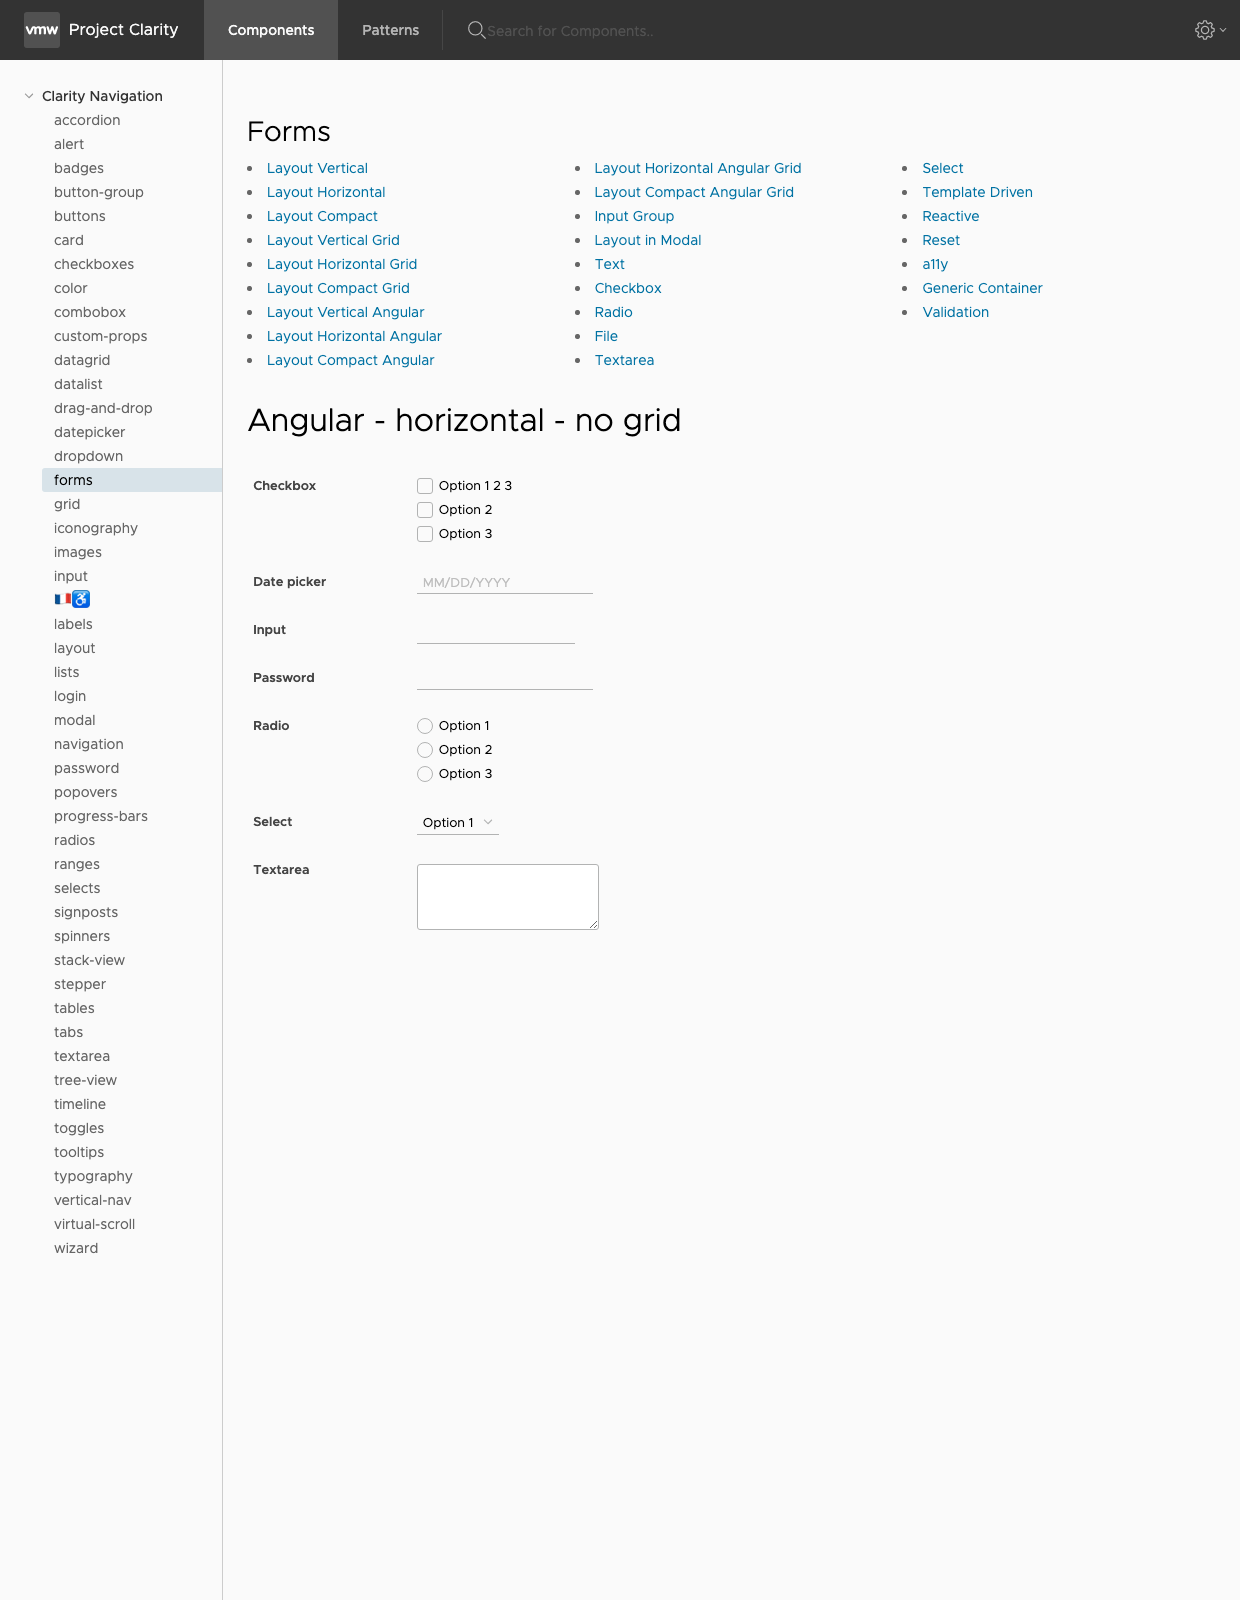 vmw Project Clarity Components Patterns Search for Components..
Clarity Navigation
accordion
alert
badges
button-group
buttons
card
checkboxes
color
combobox
custom-props
datagrid
datalist
drag-and-drop
datepicker
dropdown
forms
grid
iconography
images
input
🇫🇷♿
labels
layout
lists
login
modal
navigation
password
popovers
progress-bars
radios
ranges
selects
signposts
spinners
stack-view
stepper
tables
tabs
textarea
tree-view
timeline
toggles
tooltips
typography
vertical-nav
virtual-scroll
wizard
Forms
Layout Vertical
Layout Horizontal
Layout Compact
Layout Vertical Grid
Layout Horizontal Grid
Layout Compact Grid
Layout Vertical Angular
Layout Horizontal Angular
Layout Compact Angular
Layout Horizontal Angular Grid
Layout Compact Angular Grid
Input Group
Layout in Modal
Text
Checkbox
Radio
File
Textarea
Select
Template Driven
Reactive
Reset
a11y
Generic Container
Validation
Angular - horizontal - no grid
Checkbox
Option 1 2 3
Option 2
Option 3
Date picker
MM/DD/YYYY
Input
Password
Radio
Option 1
Option 2
Option 3
Select
Option 1
Textarea